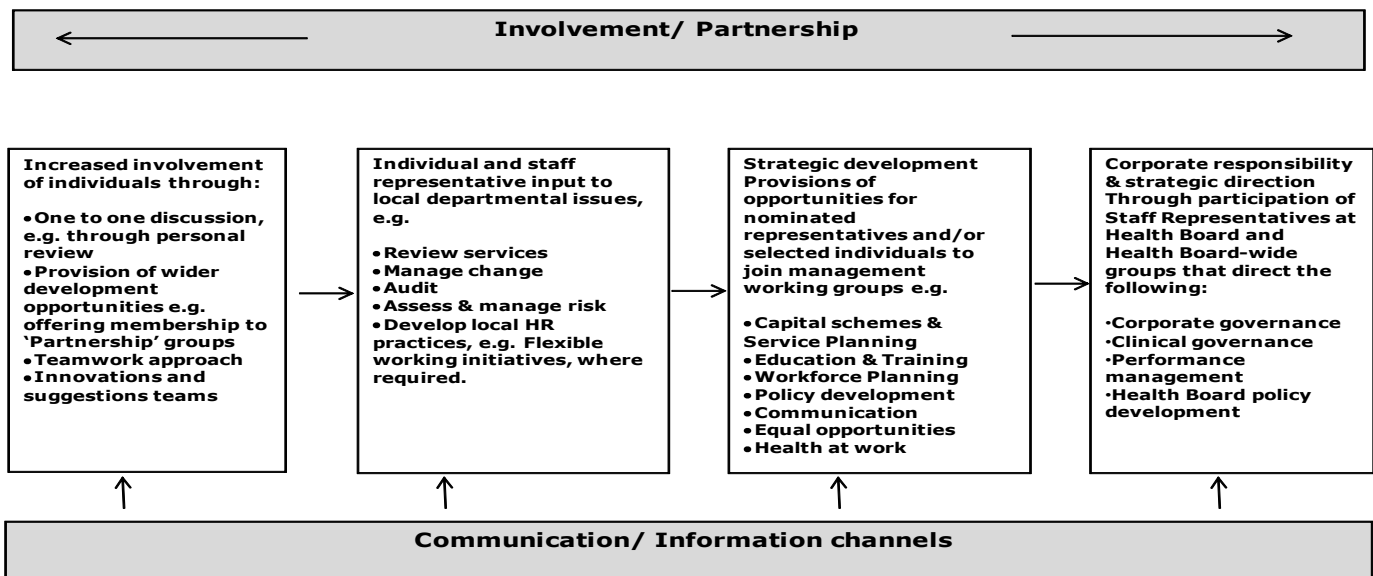 Involvement/ Partnership
Increased involvement
of individuals through:
•One to one discussion,
e.g. through personal
review
•Provision of wider
development
opportunities e.g.
offering membership to
‘Partnership’ groups
•Teamwork approach
•Innovations and
suggestions teams
Individual and staff
representative input to
local departmental issues,
e.g.
•Review services
•Manage change
•Audit
•Assess & manage risk
•Develop local HR
practices, e.g. Flexible
working initiatives, where
required.
Strategic development
Provisions of
opportunities for
nominated
representatives and/or
selected individuals to
join management
working groups e.g.
•Capital schemes &
Service Planning
•Education & Training
•Workforce Planning
•Policy development
•Communication
•Equal opportunities
•Health at work
Corporate responsibility
& strategic direction
Through participation of
Staff Representatives at
Health Board and
Health Board-wide
groups that direct the
following:
•Corporate governance
•Clinical governance
•Performance
management
•Health Board policy
development
Communication/ Information channels